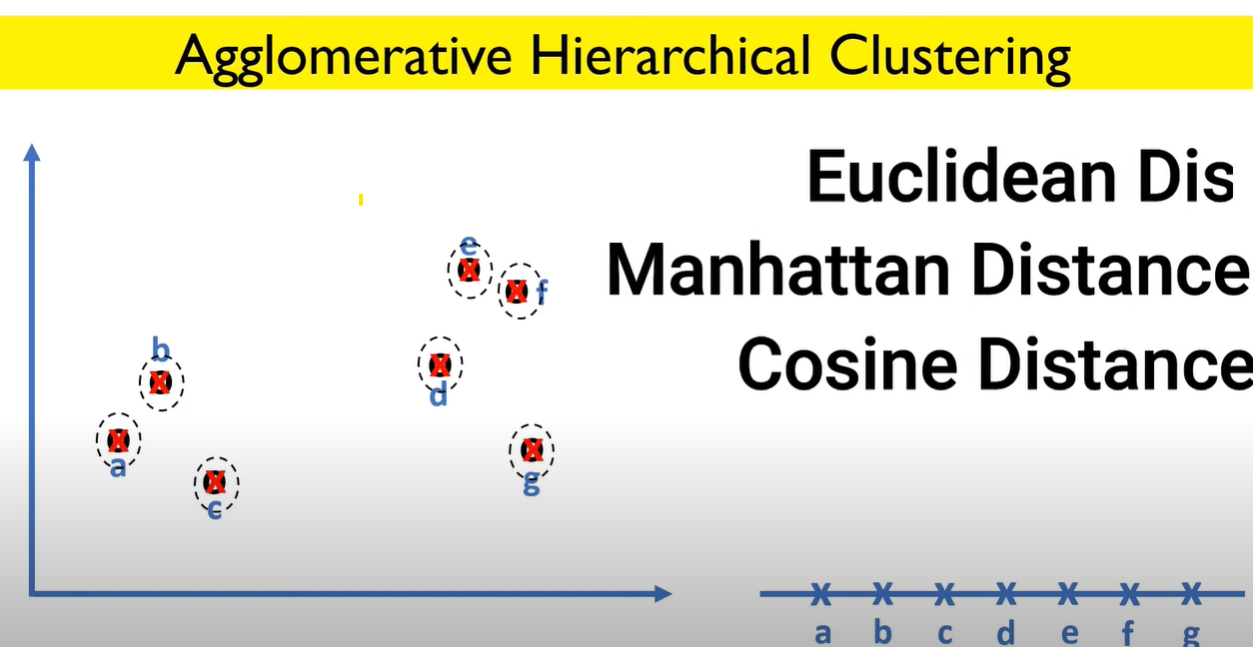 Agglomerative Hierarchical Clustering
Euclidean Dis
Manhattan Distance
Cosine Distance
e
f
b
d
a
g
c
x x x x x x x
a b c d e f g